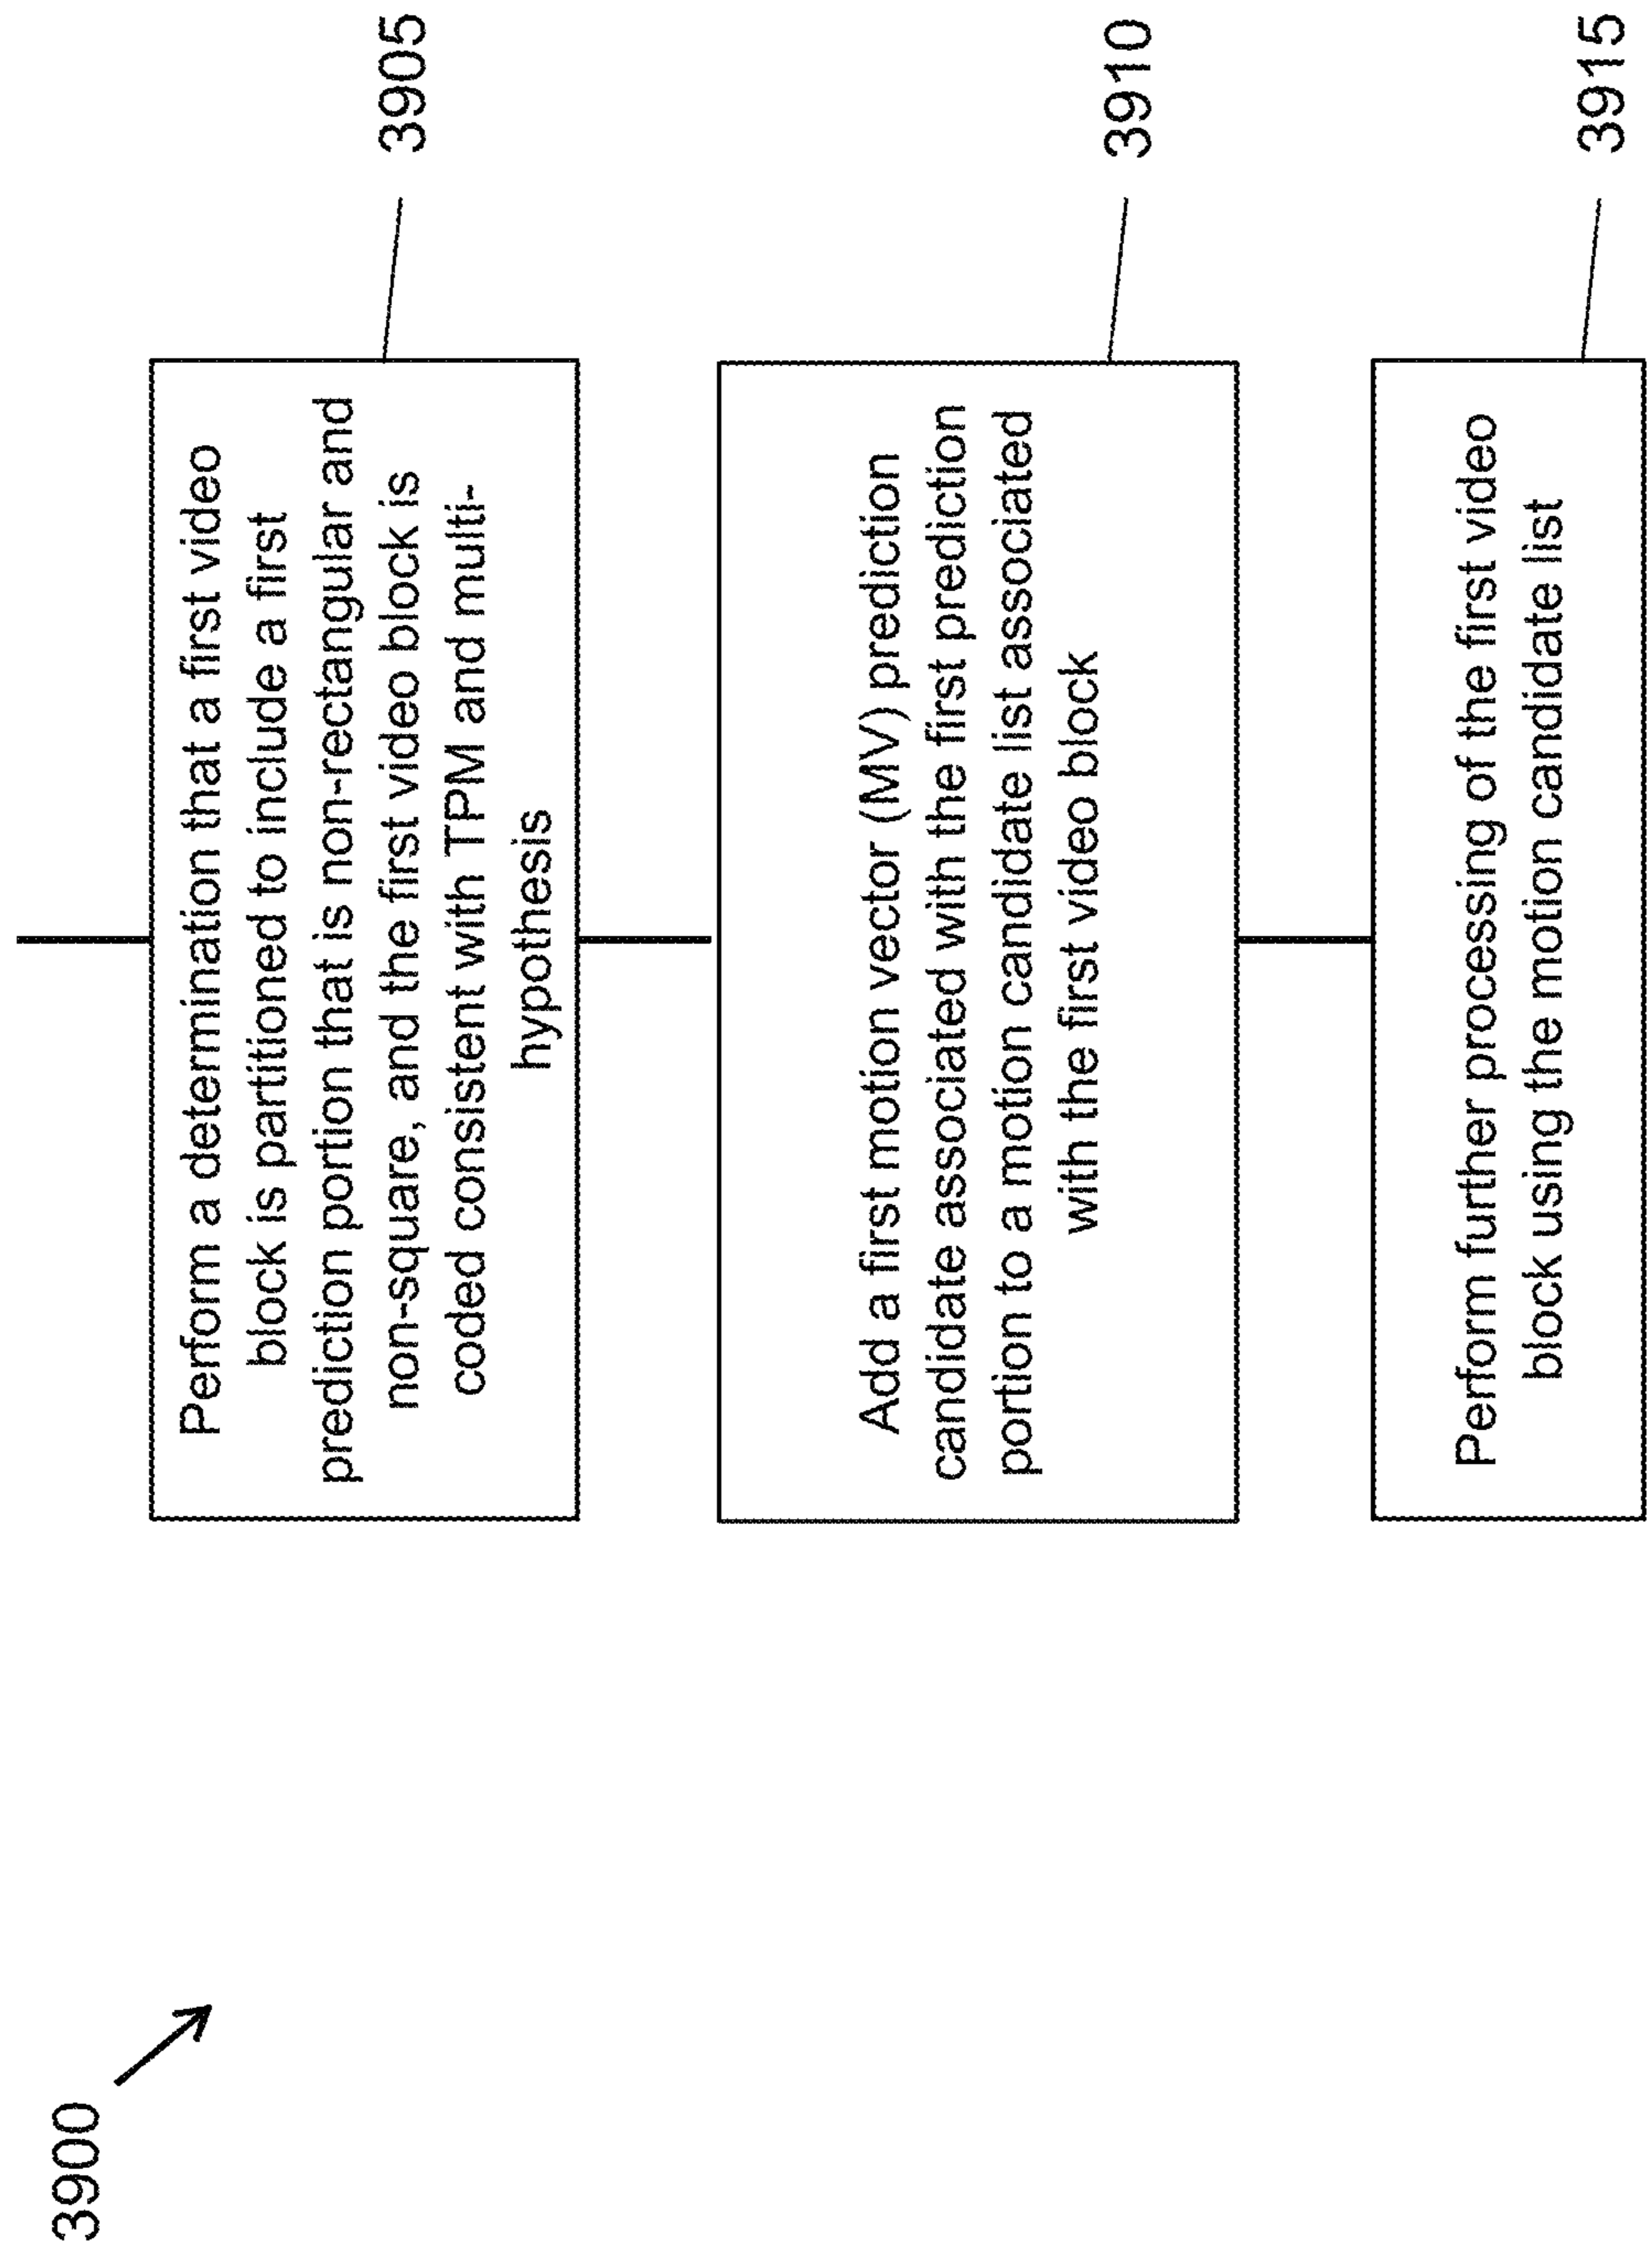 3900
Perform a determination that a first video
block is partitioned to include a first
prediction portion that is non-rectangular and
non-square, and the first video block is
coded consistent with TPM and multi-
hypothesis
3905
Add a first motion vector (MV) prediction
candidate associated with the first prediction
portion to a motion candidate list associated
with the first video block
3910
Perform further processing of the first video
block using the motion candidate list
3915